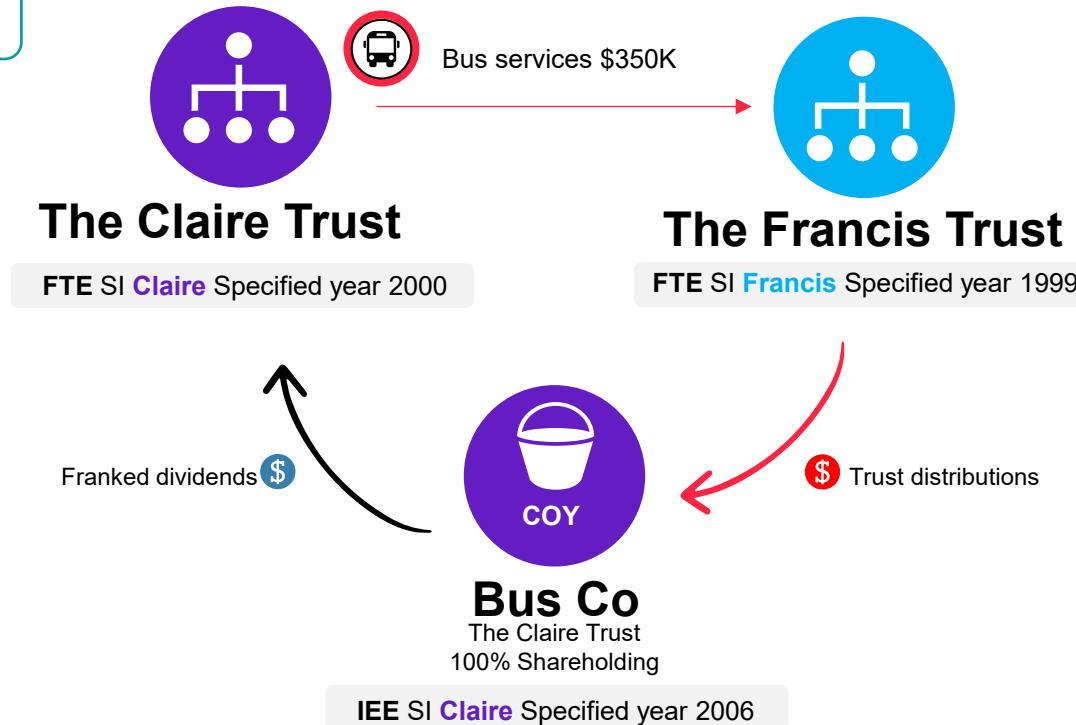 Bus services $350K
The Claire Trust
FTE SI Claire Specified year 2000
The Francis Trust
FTE SI Francis Specified year 1999
Franked dividends $
$ Trust distributions
COY
Bus Co
The Claire Trust
100% Shareholding
IEE SI Claire Specified year 2006